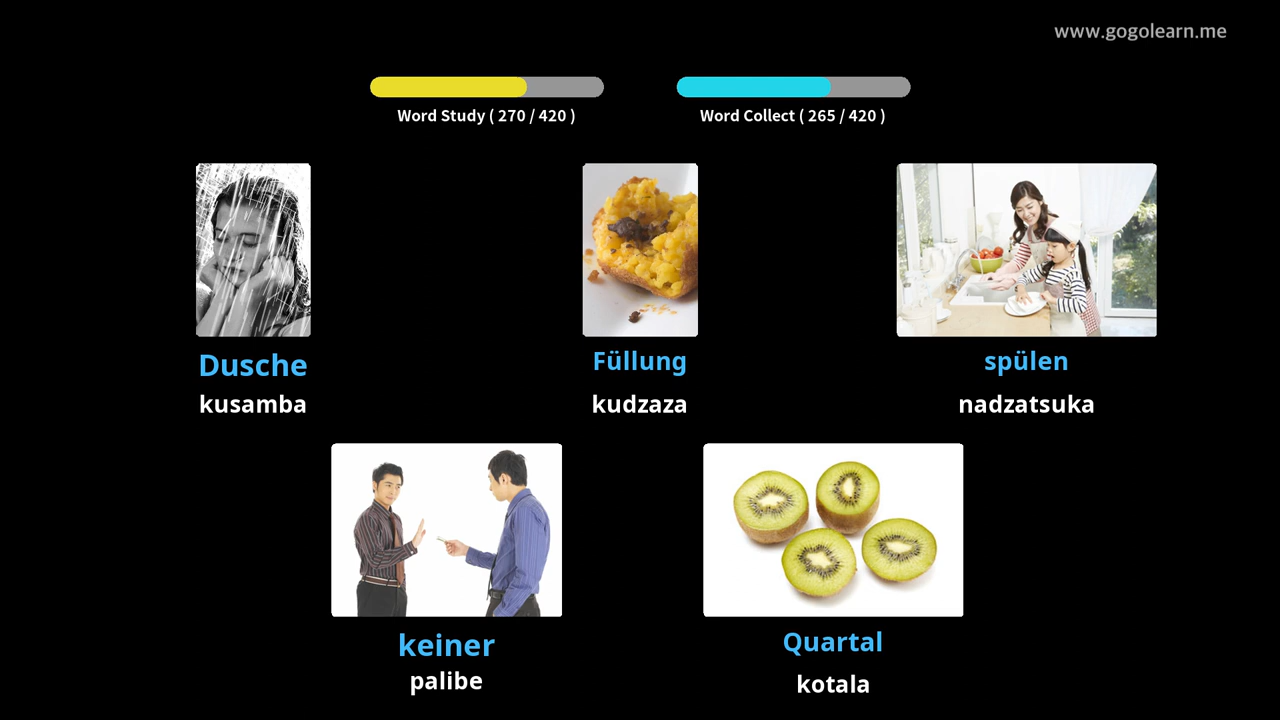 www.gogolearn.me
Word Study ( 270 / 420 )
Word Collect ( 265 / 420 )
Dusche
kusamba
Füllung
kudzaza
spülen
nadzatsuka
keiner
palibe
Quartal
kotala